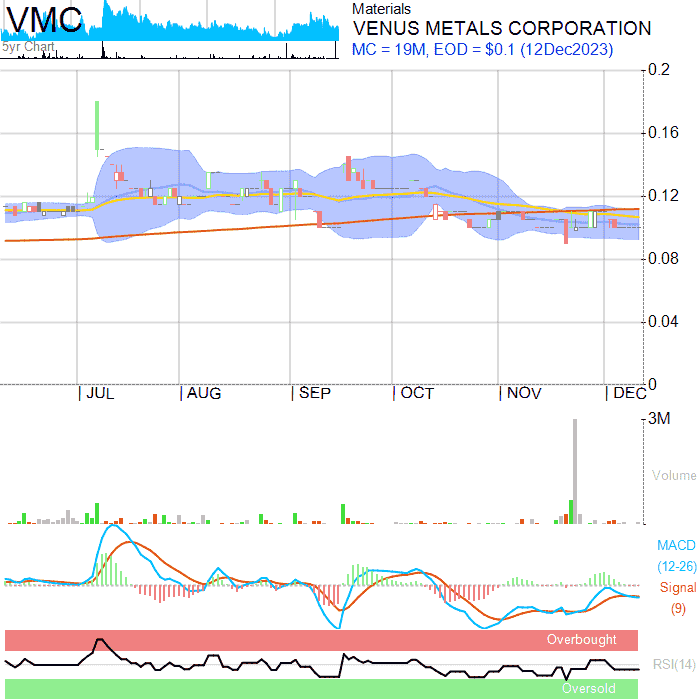 VMC
5yr Chart
Materials
VENUS METALS CORPORATION
MC = 19M, EOD = $0.1 (12Dec2023)
0.2
0.16
0.12
0.08
0.04
0
JUL AUG SEP OCT NOV DEC
3M
Volume
MACD
(12-26)
Signal
(9)
Overbought
RSI(14)
Oversold